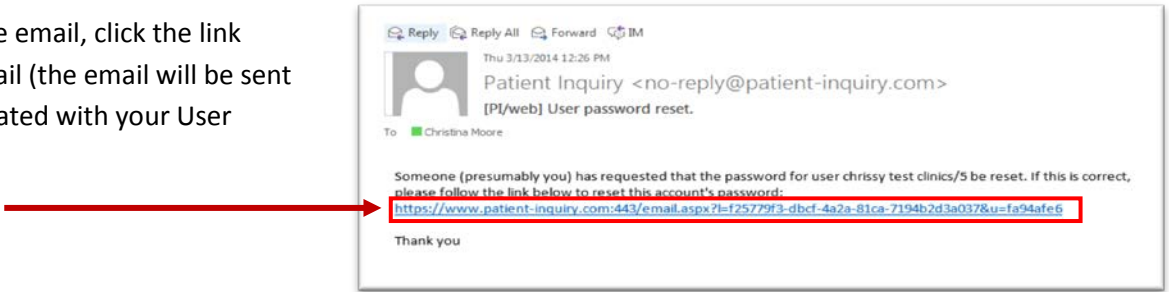 e email, click the link
ail (the email will be sent
ated with your User
Reply Reply All Forward IM
Thu 3/13/2014 12:26 PM
Patient Inquiry <no-reply@patient-inquiry.com>
[PI/web] User password reset.
To Christina Moore
Someone (presumably you) has requested that the password for user chrissy test clinics/5 be reset. If this is correct,
please follow the link below to reset this account's password:
https://www.patient-inquiry.com:443/email.aspx?l=f25779f3-dbcf-4a2a-81ca-7194b2d3a037&u=fa94afe6
Thank you